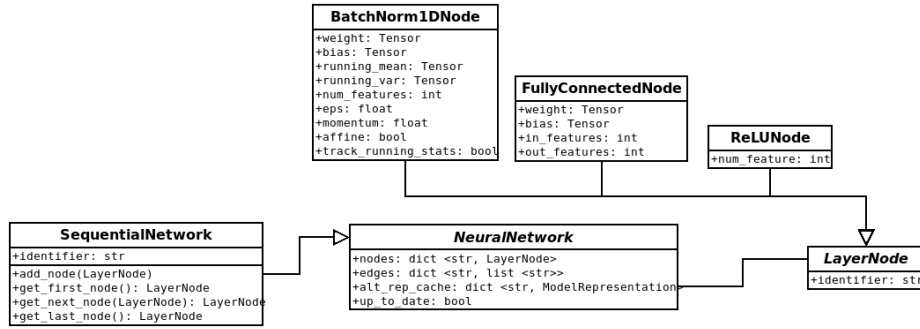 BatchNorm1DNode
+weight: Tensor
+bias: Tensor
+running_mean: Tensor
+running_var: Tensor
+num_features: int
+eps: float
+momentum: float
+affine: bool
+track_running_stats: bool
FullyConnectedNode
+weight: Tensor
+bias: Tensor
+in_features: int
+out_features: int
ReLUNode
+num_feature: int
SequentialNetwork
+identifier: str
+add_node(LayerNode)
+get_first_node(): LayerNode
+get_next_node(LayerNode): LayerNode
+get_last_node(): LayerNode
NeuralNetwork
+nodes: dict <str, LayerNode>
+edges: dict <str, list <str>>
+alt_rep_cache: dict <str, ModelRepresentation>
+up_to_date: bool
LayerNode
+identifier: str